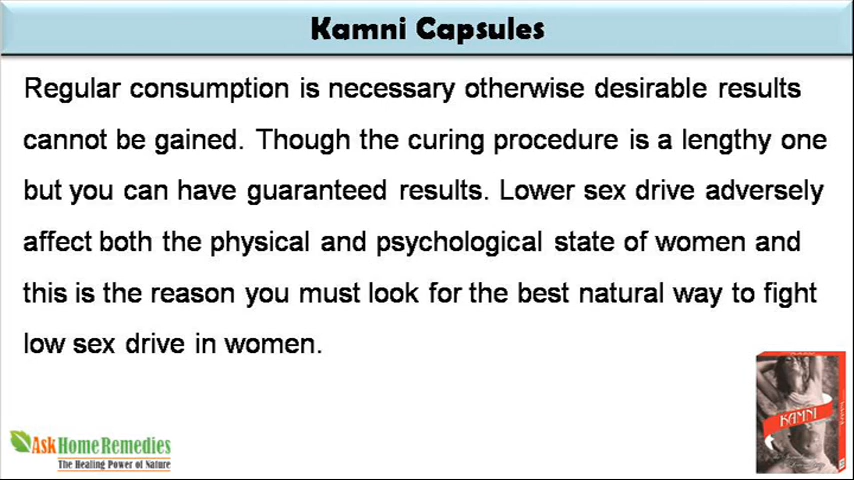 Kamni Capsules
Regular consumption is necessary otherwise desirable results
cannot be gained. Though the curing procedure is a lengthy one
but you can have guaranteed results. Lower sex drive adversely
affect both the physical and psychological state of women and
this is the reason you must look for the best natural way to fight
low sex drive in women.
KAMNI
AskHomeRemedies
The Healing Power of Nature